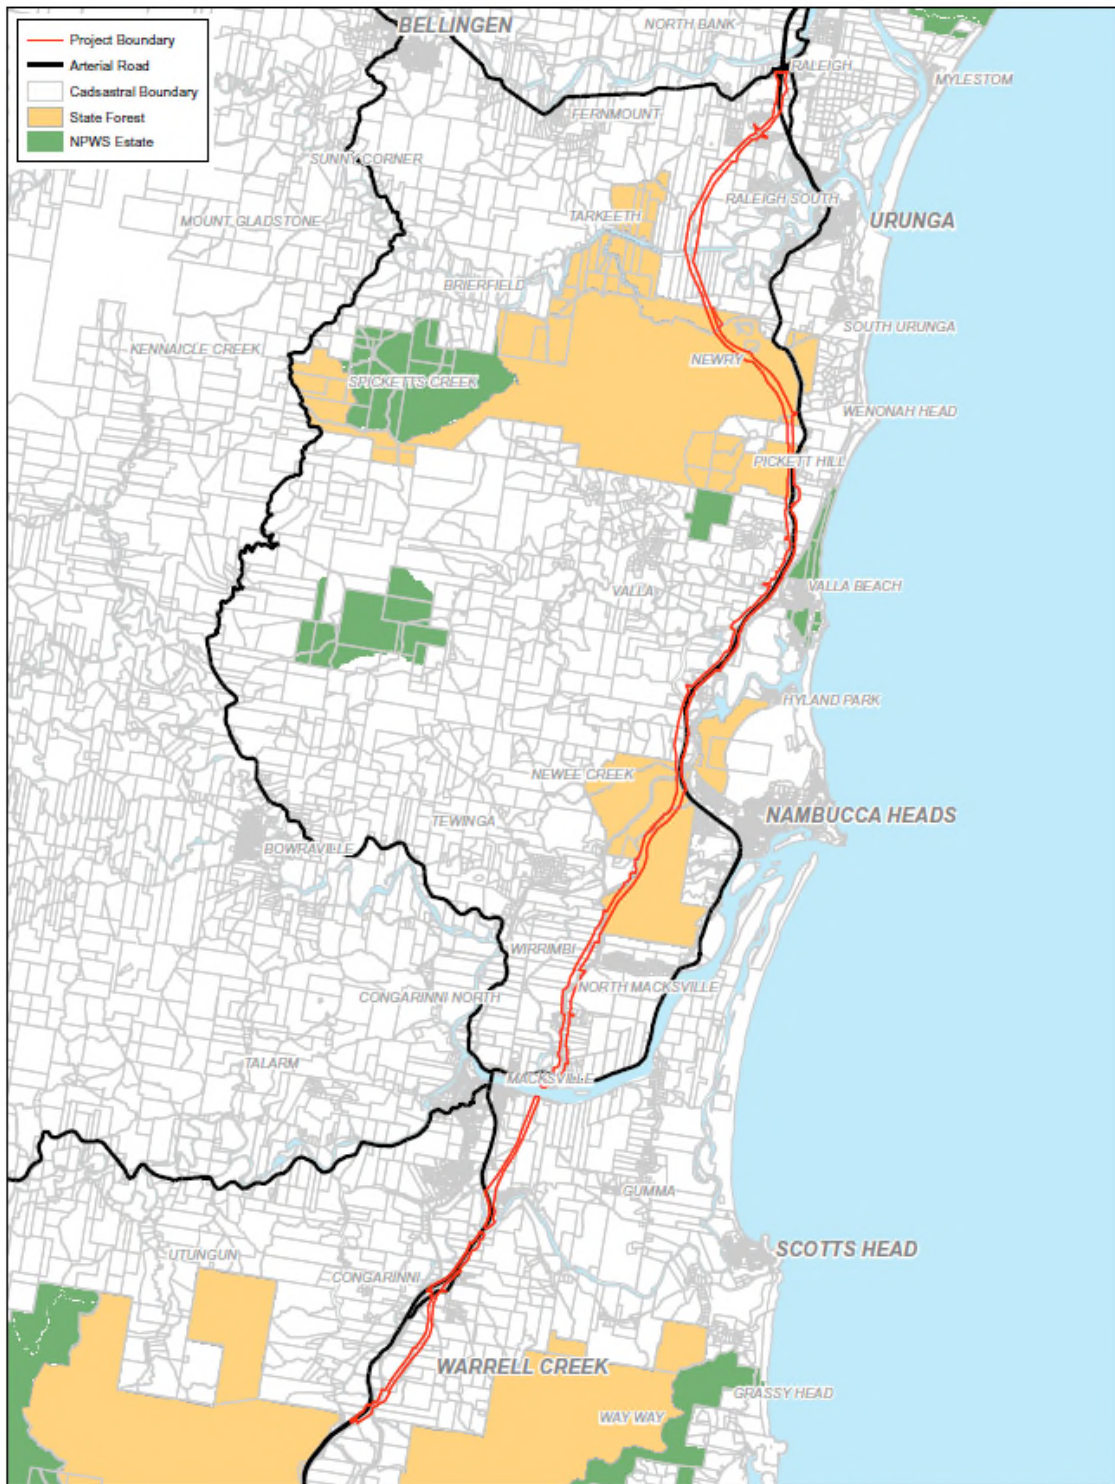 BELLINGEN
NORTH BANK
Project Boundary
Arterial Road
Cadsastral Boundary
State Forest
NPWS Estate
RALEIGH
MYLESTOM
FERNMOUNT
SUNNY CORNER
RALEIGH SOUTH
MOUNT GLADSTONE
TARKEETH
URUNGA
BRIERFIELD
SOUTH URUNGA
KENNAICLE CREEK
NEWRY
SPICKETTS CREEK
WENONAH HEAD
PICKETT HILL
VALLA
VALLA BEACH
HYLAND PARK
NEWEE CREEK
NAMBUCCA HEADS
TEWINGA
BOWRAVILLE
WIRRIMBI
NORTH MACKSVILLE
CONGARINNI NORTH
TALARM
MACKSVILLE
GUMMA
UTUNGUN
SCOTTS HEAD
CONGARINNI
WARRELL CREEK
GRASSY HEAD
WAY WAY